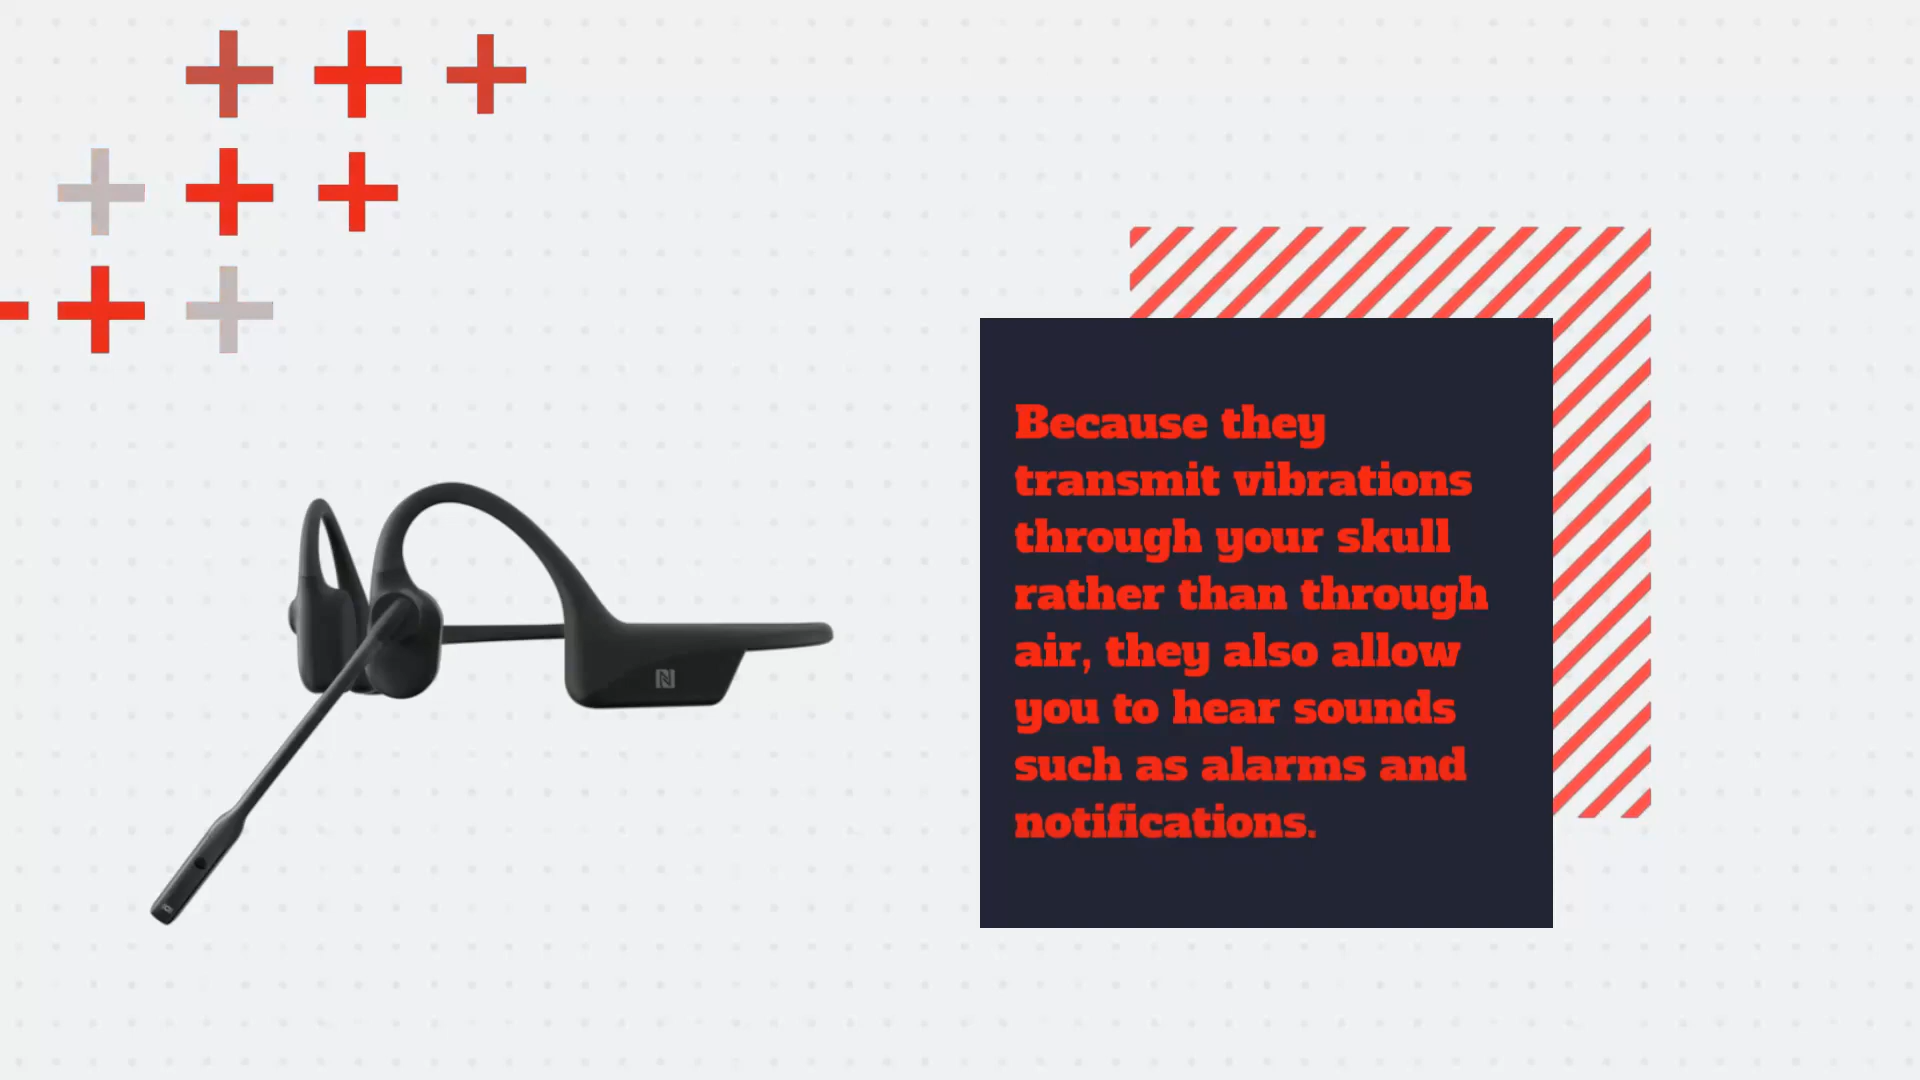 Because they
transmit vibrations
through your skull
rather than through
air, they also allow
you to hear sounds
such as alarms and
notifications.